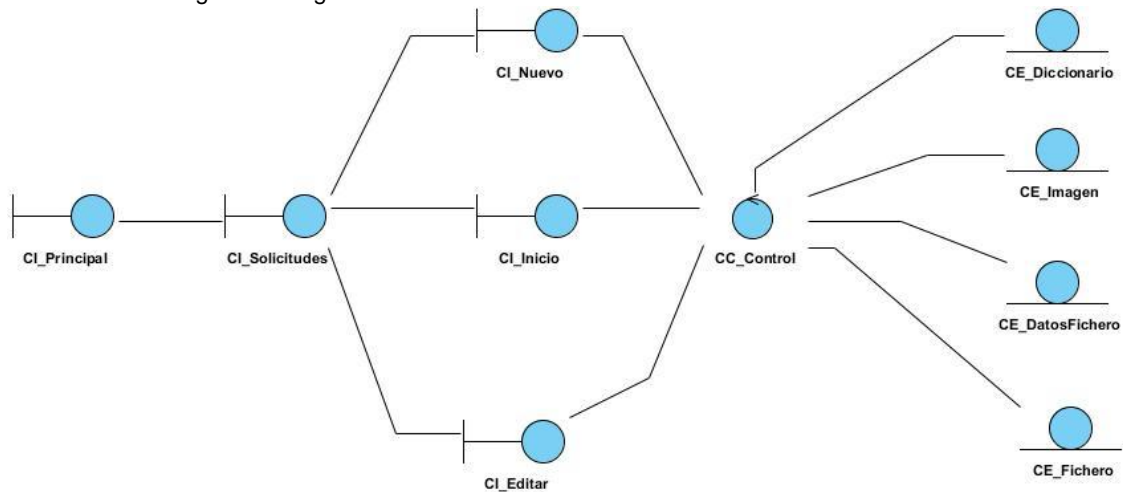 CI_Nuevo
CE_Diccionario
CE_Imagen
CI_Principal
CI_Solicitudes
CI_Inicio
CC_Control
CE_DatosFichero
CI_Editar
CE_Fichero